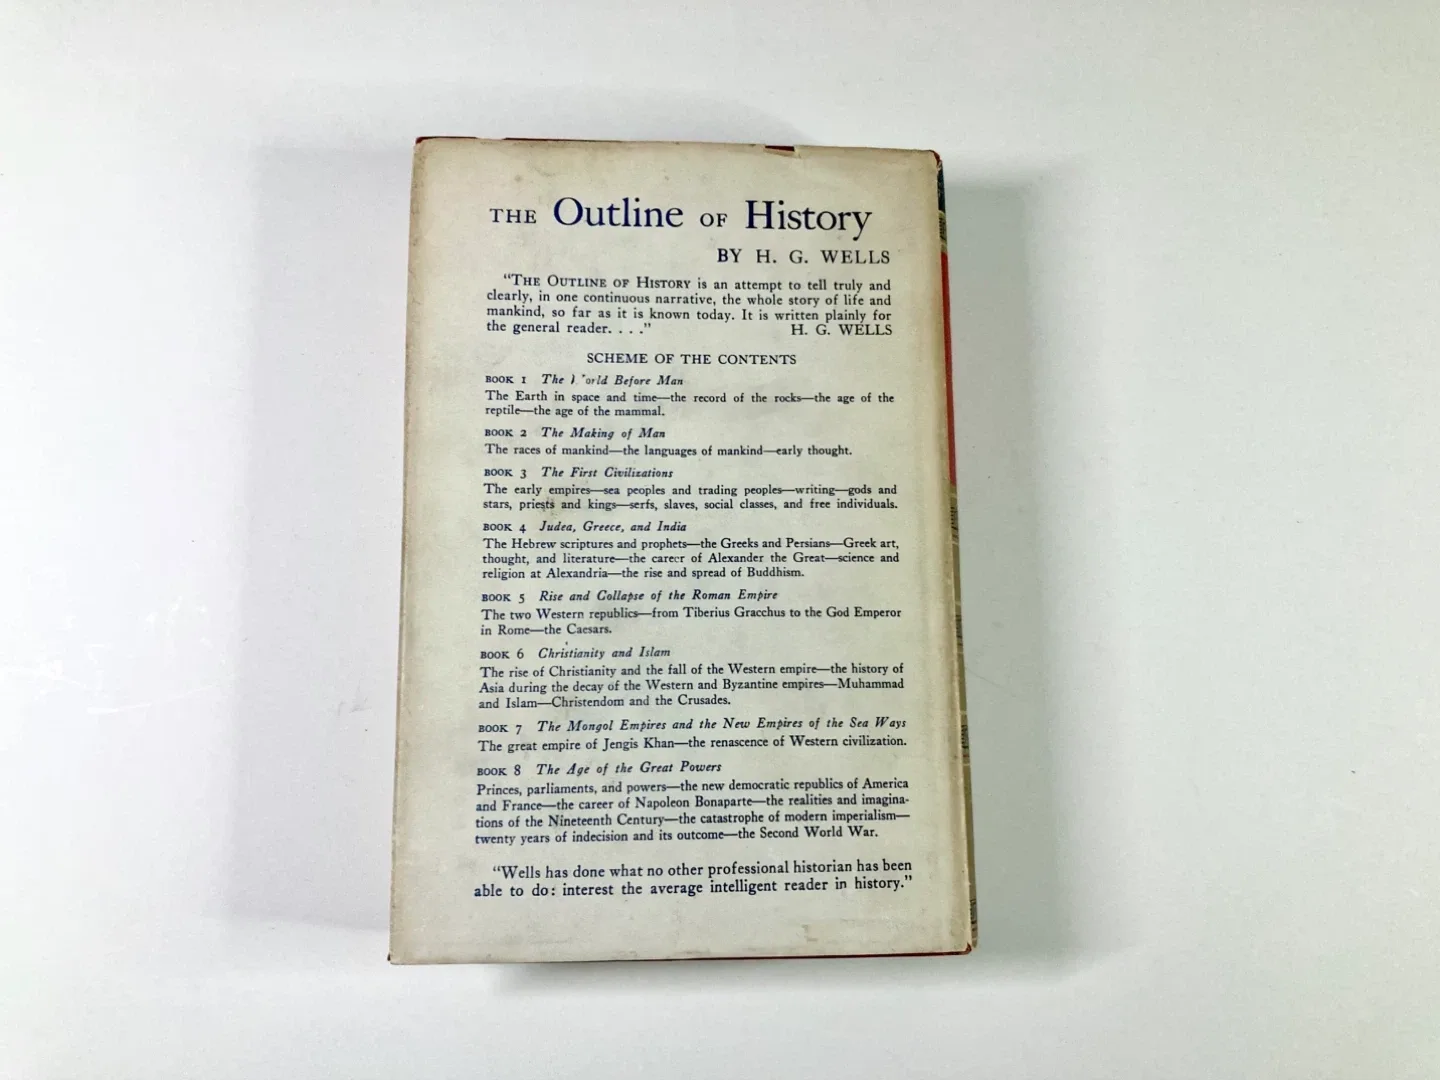 THE Outline OF History
BY H. G. WELLS
"THE OUTLINE OF HISTORY is an attempt to tell truly and
clearly, in one continuous narrative, the whole story of life and
mankind, so far as it is known today. It is written plainly for
the general reader. . . ." H. G. WELLS
SCHEME OF THE CONTENTS
BOOK 1 The World Before Man
The Earth in space and time—the record of the rocks—the age of the
reptile—the age of the mammal.
BOOK 2 The Making of Man
The races of mankind—the languages of mankind—early thought.
BOOK 3 The First Civilizations
The early empires—sea peoples and trading peoples—writing—gods and
stars, priests and kings—serfs, slaves, social classes, and free individuals.
BOOK 4 Judea, Greece, and India
The Hebrew scriptures and prophets—the Greeks and Persians—Greek art,
thought, and literature—the career of Alexander the Great—science and
religion at Alexandria—the rise and spread of Buddhism.
BOOK 5 Rise and Collapse of the Roman Empire
The two Western republics—from Tiberius Gracchus to the God Emperor
in Rome—the Caesars.
BOOK 6 Christianity and Islam
The rise of Christianity and the fall of the Western empire—the history of
Asia during the decay of the Western and Byzantine empires—Muhammad
and Islam—Christendom and the Crusades.
BOOK 7 The Mongol Empires and the New Empires of the Sea Ways
The great empire of Jengis Khan—the renascence of Western civilization.
BOOK 8 The Age of the Great Powers
Princes, parliaments, and powers—the new democratic republics of America
and France—the career of Napoleon Bonaparte—the realities and imagina-
tions of the Nineteenth Century—the catastrophe of modern imperialism—
twenty years of indecision and its outcome—the Second World War.
"Wells has done what no other professional historian has been
able to do: interest the average intelligent reader in history."